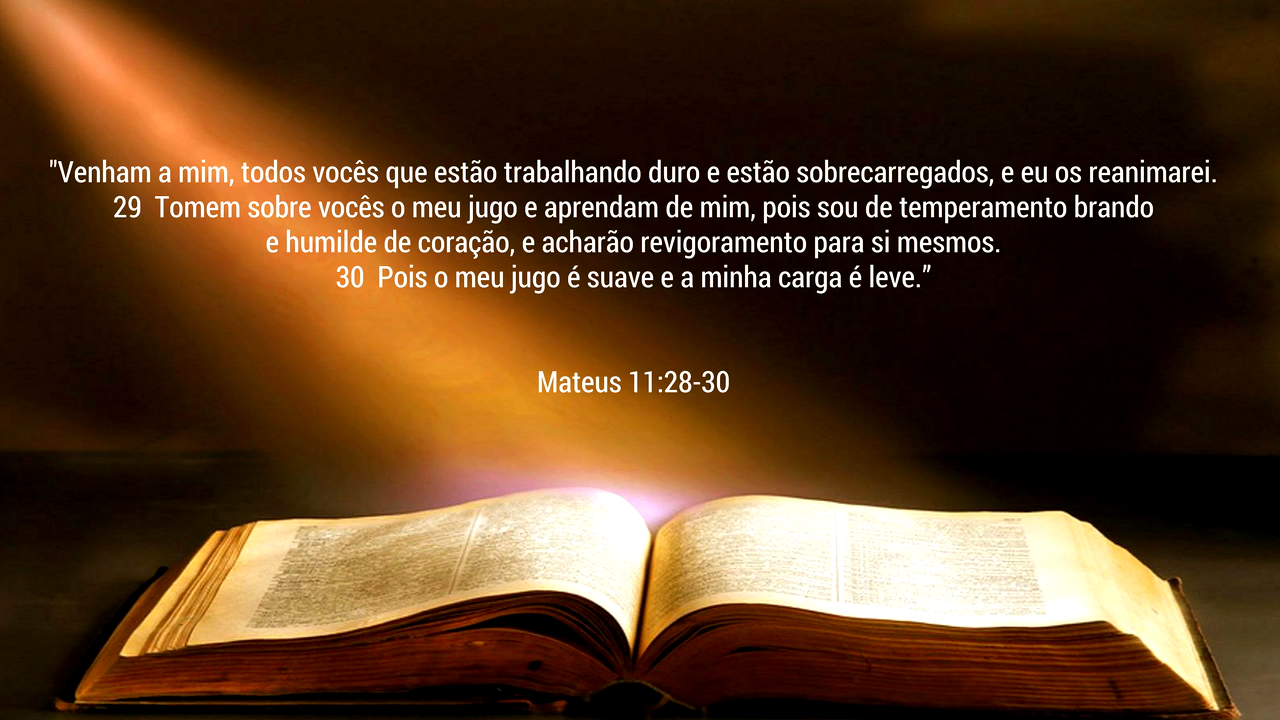 "Venham a mim, todos vocês que estão trabalhando duro e estão sobrecarregados, e eu os reanimarei.
29  Tomem sobre vocês o meu jugo e aprendam de mim, pois sou de temperamento brando
e humilde de coração, e acharão revigoramento para si mesmos.
30  Pois o meu jugo é suave e a minha carga é leve.”
Mateus 11:28-30